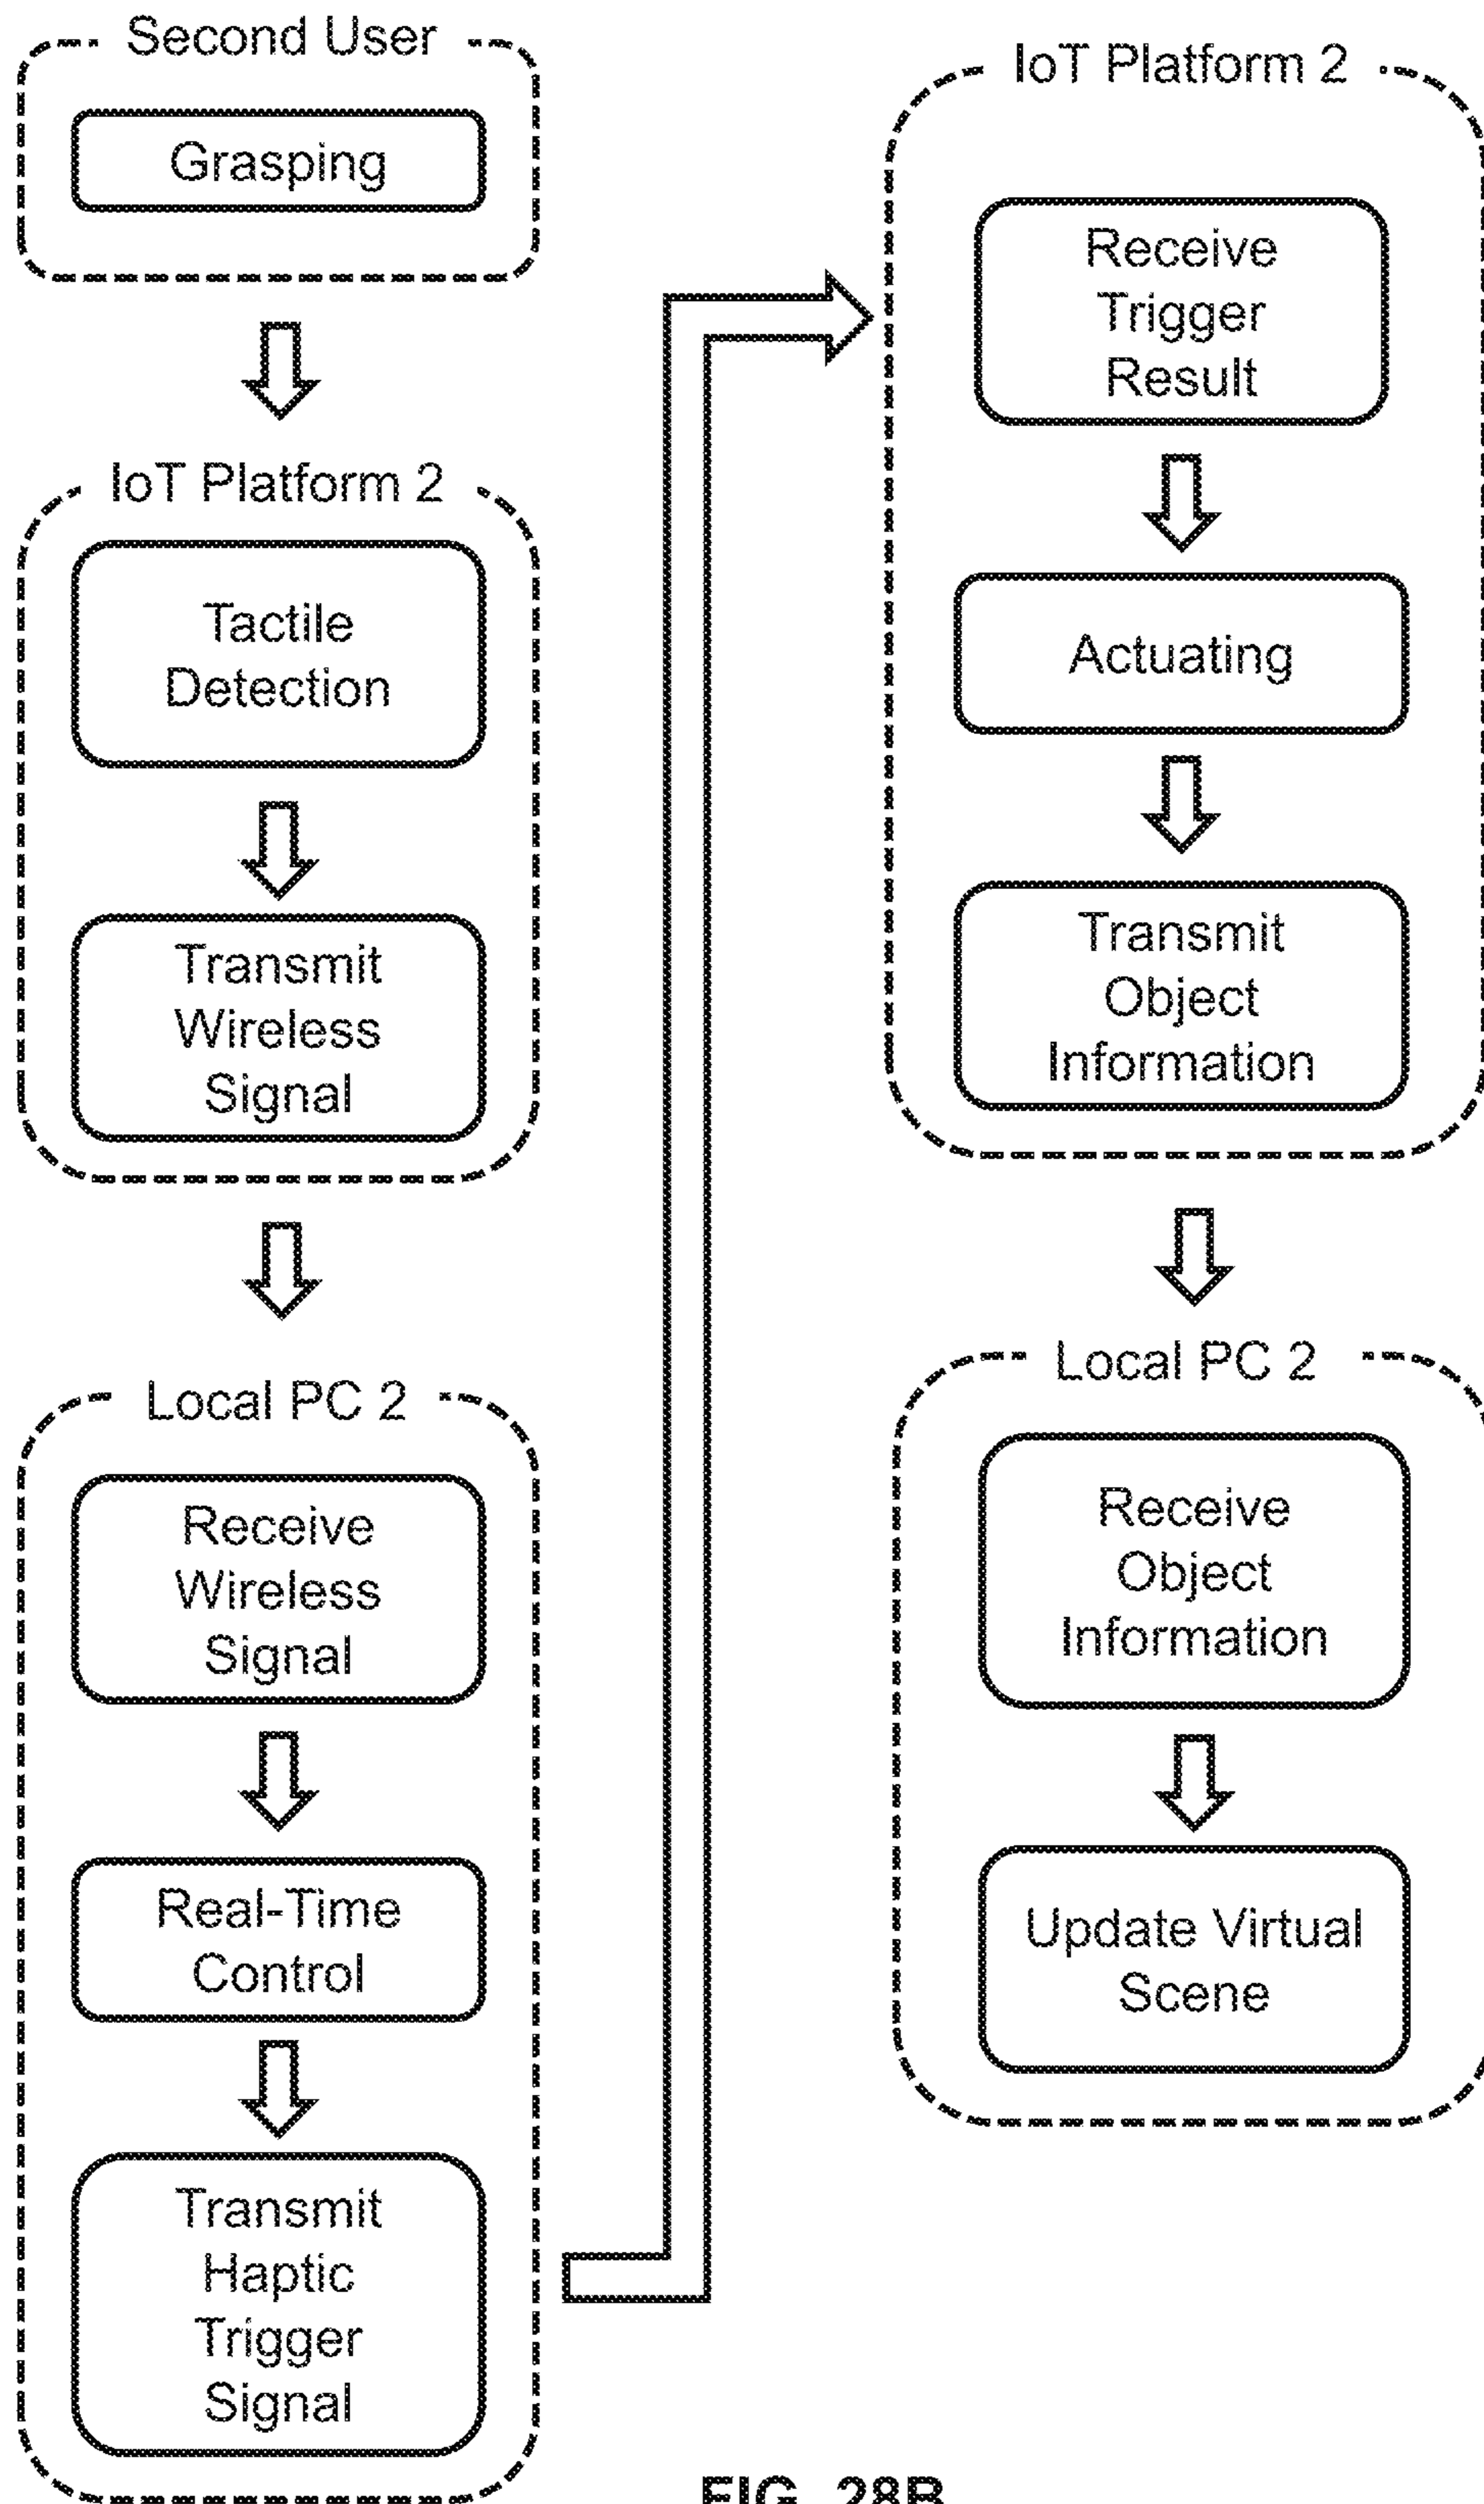 Second User
Grasping
IoT Platform 2
Tactile
Detection
Transmit
Wireless
Signal
Local PC 2
Receive
Wireless
Signal
Real-Time
Control
Transmit
Haptic
Trigger
Signal
IoT Platform 2
Receive
Trigger
Result
Actuating
Transmit
Object
Information
Local PC 2
Receive
Object
Information
Update Virtual
Scene
FIG. 28B